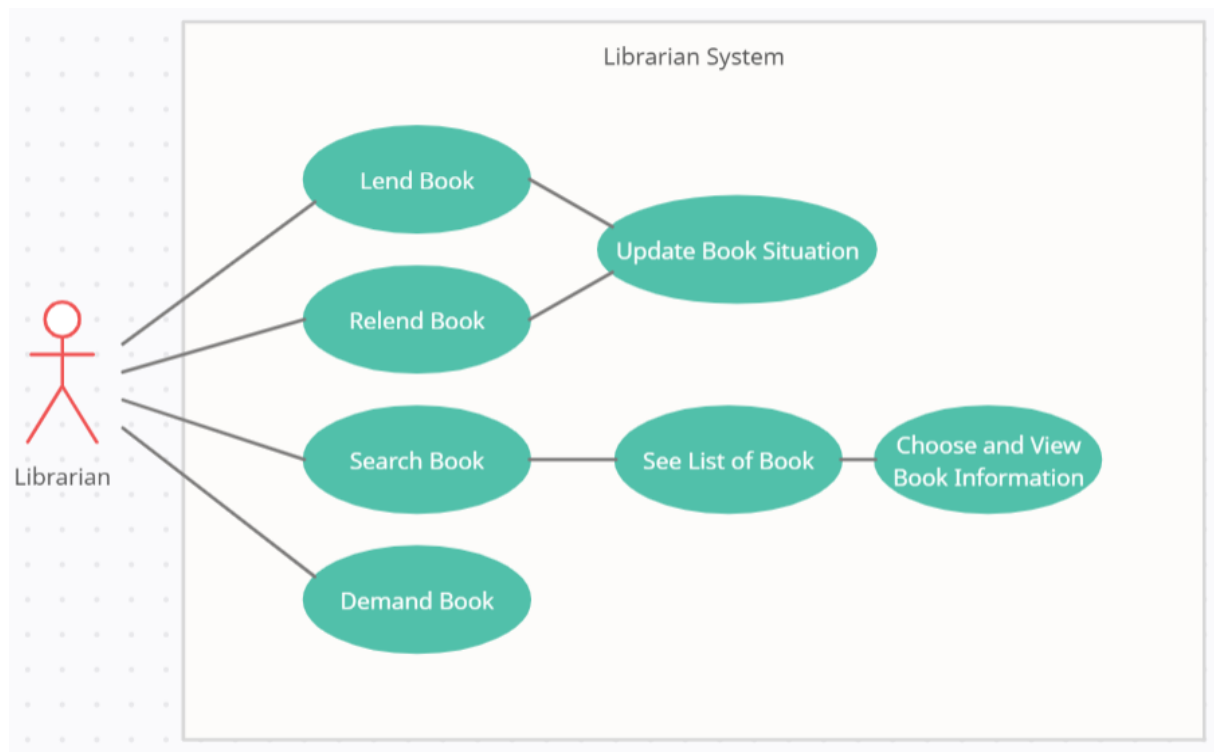 Librarian System
Lend Book
Update Book Situation
Relend Book
Search Book
See List of Book
Choose and View
Book Information
Librarian
Demand Book